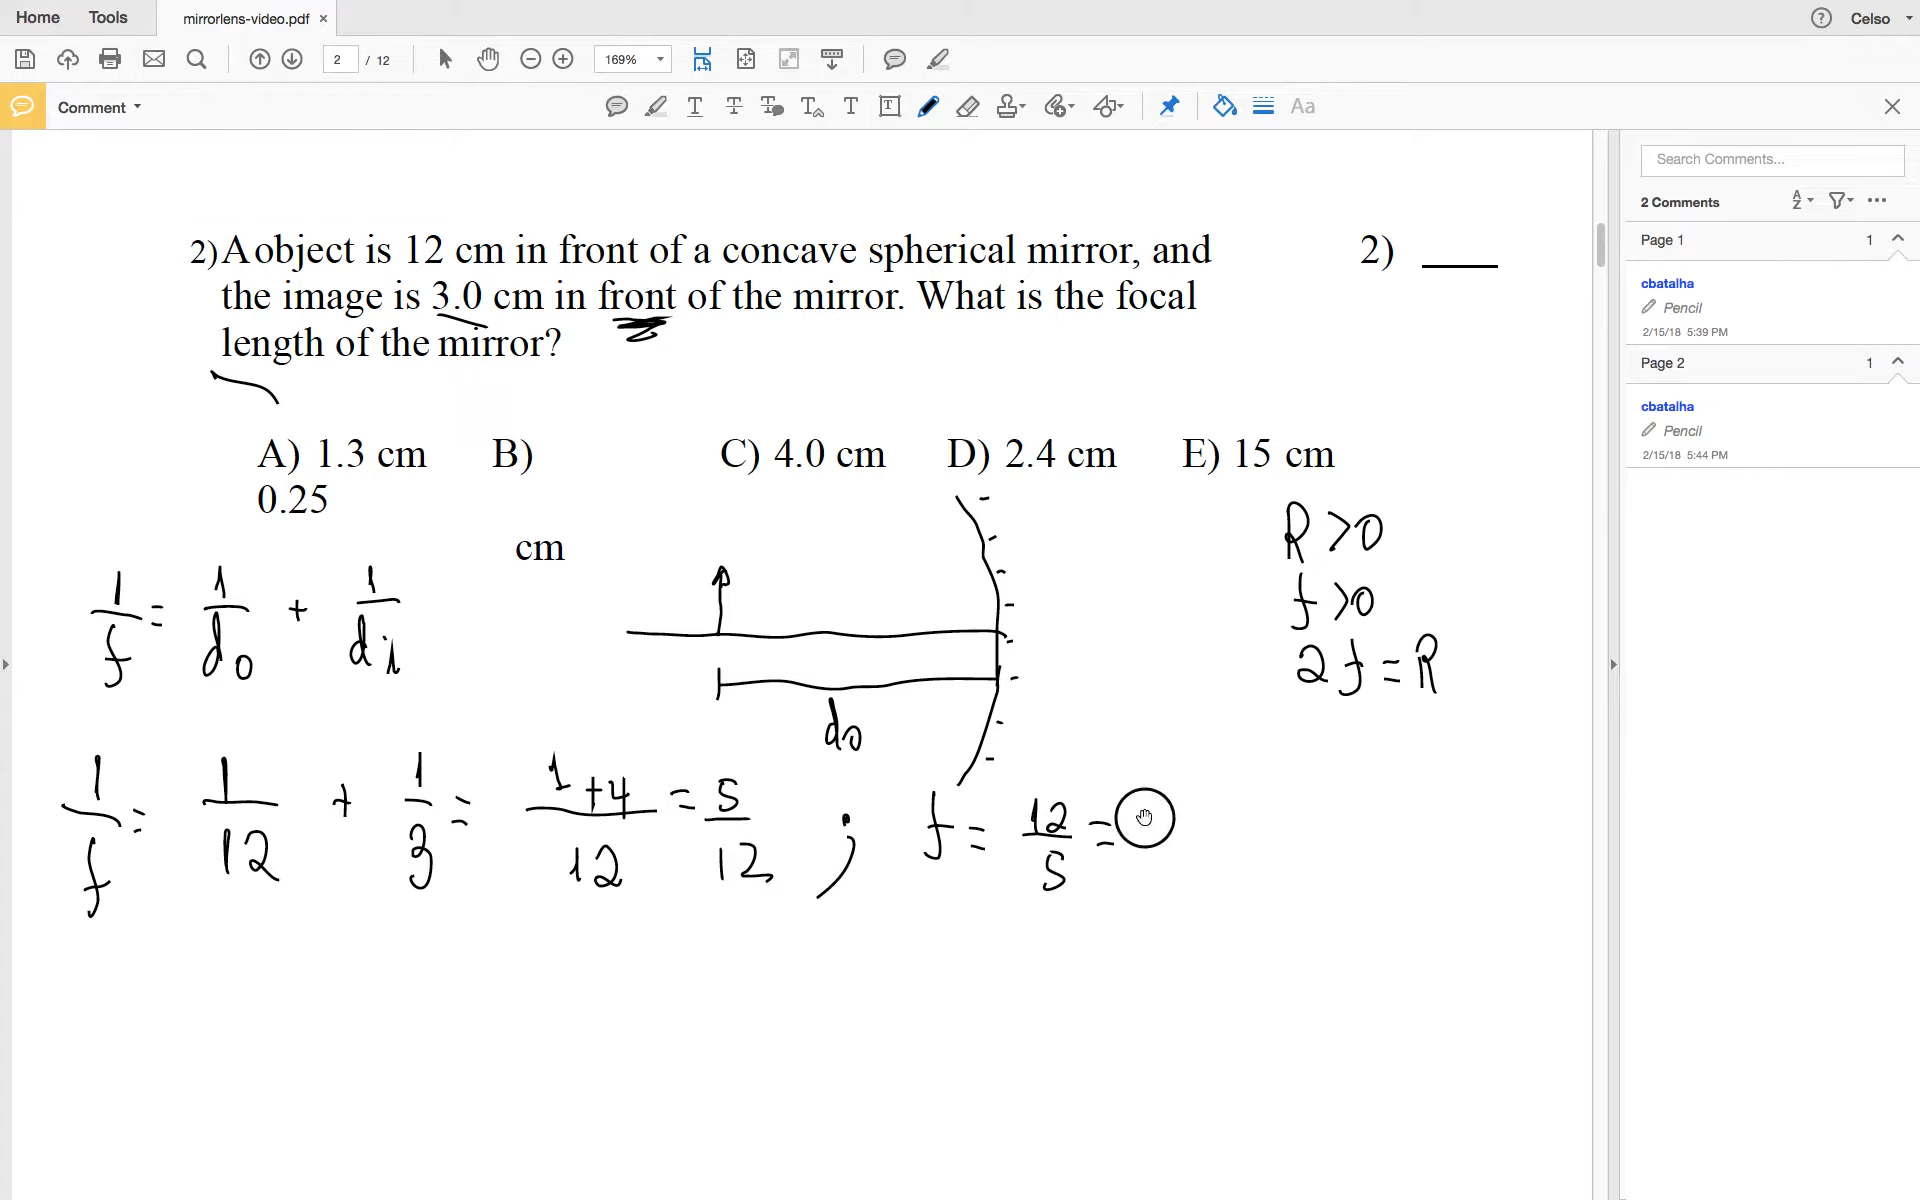 Home Tools mirrorlens-video.pdf × Celso
2 / 12 169%
Comment Aa
Search Comments...
2 Comments
Page 1 1
cbatalha
Pencil
2/15/18 5:39 PM
Page 2 1
cbatalha
Pencil
2/15/18 5:44 PM
2) A object is 12 cm in front of a concave spherical mirror, and 2) ____
the image is 3.0 cm in front of the mirror. What is the focal
length of the mirror?
A) 1.3 cm B) C) 4.0 cm D) 2.4 cm E) 15 cm
0.25
cm
R >0
f >0
2f = R
1/f = 1/do + 1/di
do
1/f = 1/12 + 1/3 = 1+4/12 = 5/12 ; f = 12/5 =